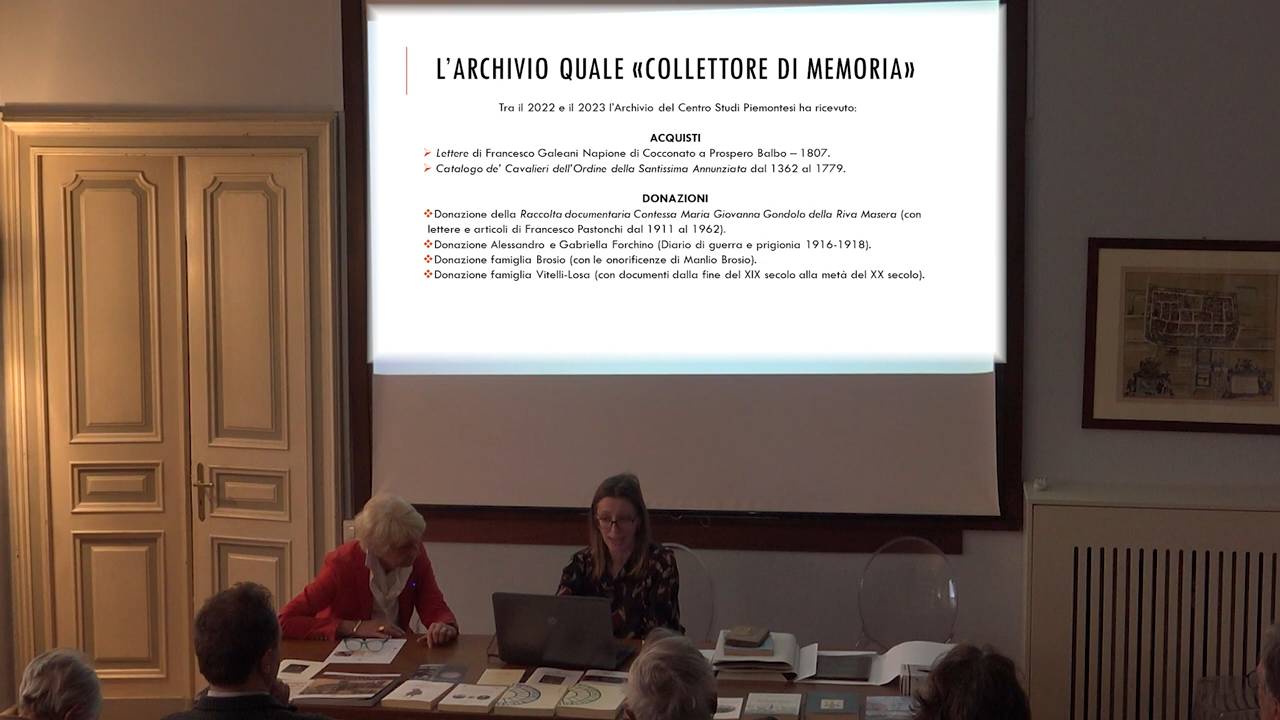 L'ARCHIVIO QUALE «COLLETTORE DI MEMORIA»
Tra il 2022 e il 2023 l'Archivio del Centro Studi Piemontesi ha ricevuto:
ACQUISTI
➢ Lettere di Francesco Galeani Napione di Cocconato a Prospero Balbo – 1807.
➢ Catalogo de' Cavalieri dell'Ordine della Santissima Annunziata dal 1362 al 1779.
DONAZIONI
❖Donazione della Raccolta documentaria Contessa Maria Giovanna Gondolo della Riva Masera (con
lettere e articoli di Francesco Pastonchi dal 1911 al 1962).
❖Donazione Alessandro e Gabriella Forchino (Diario di guerra e prigionia 1916-1918).
❖Donazione famiglia Brosio (con le onorificenze di Manlio Brosio).
❖Donazione famiglia Vitelli-Losa (con documenti dalla fine del XIX secolo alla metà del XX secolo).